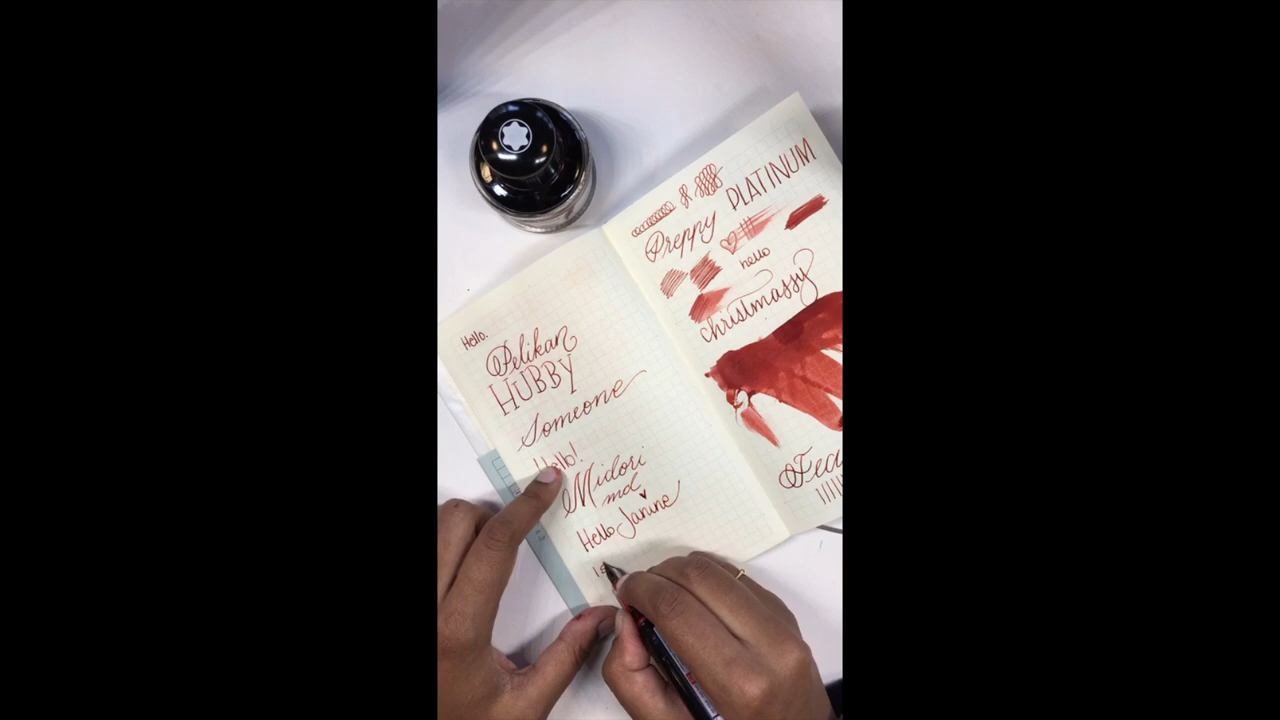 Hello.
Pelikan
HUBBY
Someone
Hello!
Midori
md
Hello Janine
PLATINUM
Preppy
hello
christmassy